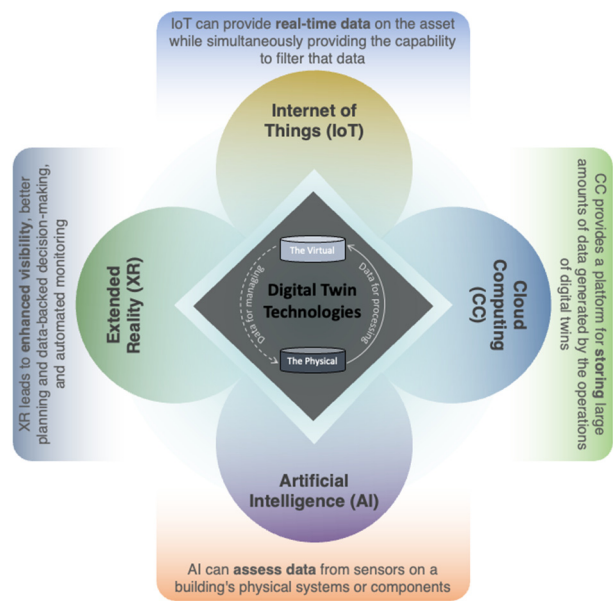 IoT can provide real-time data on the asset
while simultaneously providing the capability
to filter that data
Internet of
Things (IoT)
XR leads to enhanced visibility, better
planning and data-backed decision-making,
and automated monitoring
Extended
Reality (XR)
The Virtual
Data for managing
Digital Twin
Technologies
Data for processing
The Physical
Cloud
Computing
(CC)
CC provides a platform for storing large
amounts of data generated by the operations
of digital twins
Artificial
Intelligence (AI)
AI can assess data from sensors on a
building's physical systems or components